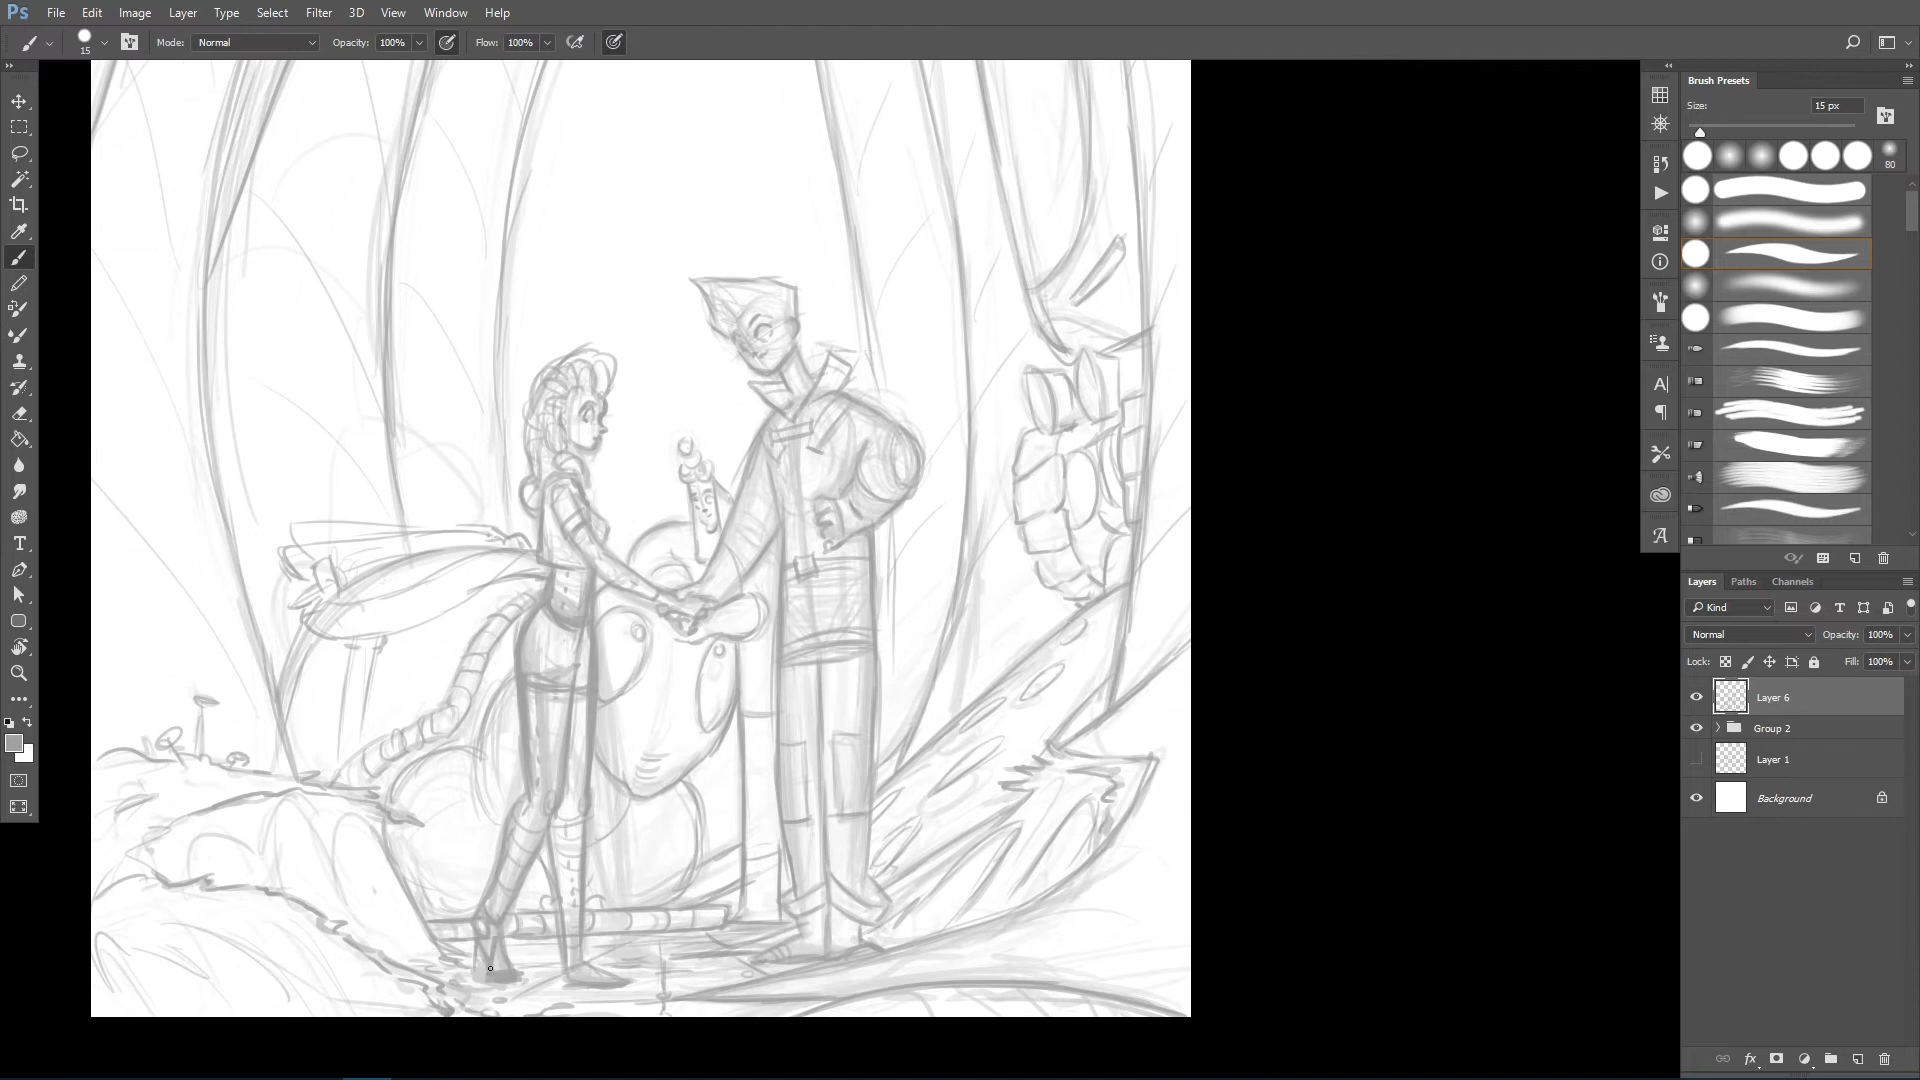 Ps File Edit Image Layer Type Select Filter 3D View Window Help
15 Mode: Normal Opacity: 100% Flow: 100%
Brush Presets
Size: 15 px
80
Layers Paths Channels
Kind
Normal Opacity: 100%
Lock: Fill: 100%
Layer 6
Group 2
Layer 1
Background